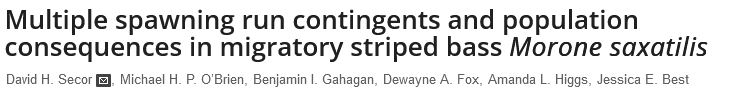 Multiple spawning run contingents and population
consequences in migratory striped bass Morone saxatilis
David H. Secor, Michael H. P. O'Brien, Benjamin I. Gahagan, Dewayne A. Fox, Amanda L. Higgs, Jessica E. Best